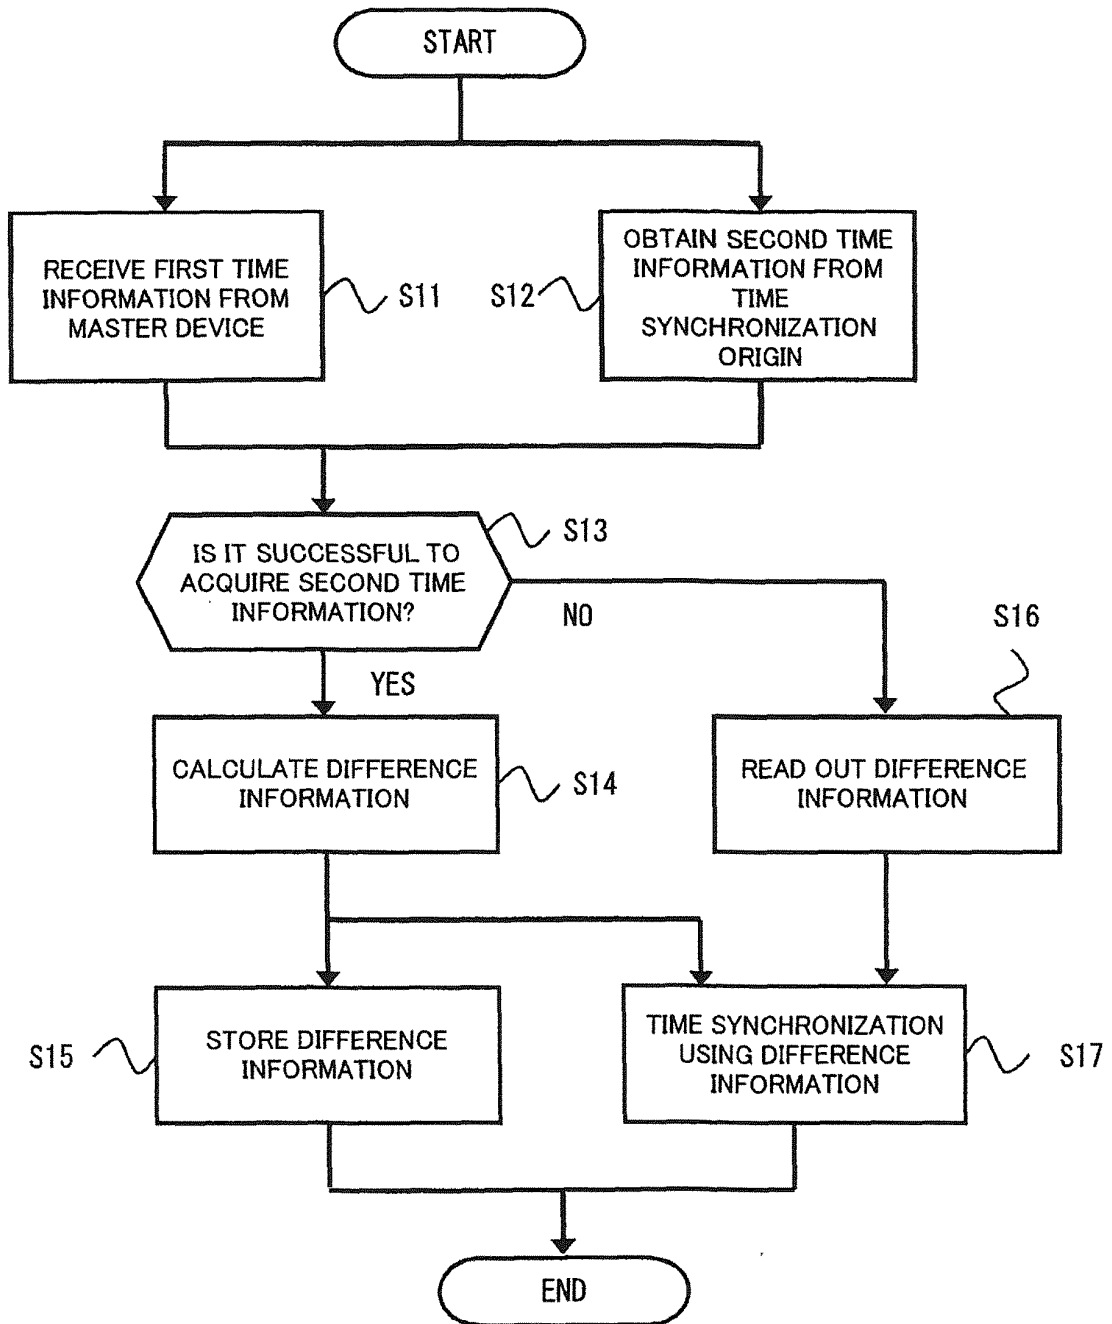 START
RECEIVE FIRST TIME
INFORMATION FROM
MASTER DEVICE
S11
S12
OBTAIN SECOND TIME
INFORMATION FROM
TIME
SYNCHRONIZATION
ORIGIN
IS IT SUCCESSFUL TO
ACQUIRE SECOND TIME
INFORMATION?
S13
NO
YES
S16
CALCULATE DIFFERENCE
INFORMATION
S14
READ OUT DIFFERENCE
INFORMATION
S15
STORE DIFFERENCE
INFORMATION
TIME SYNCHRONIZATION
USING DIFFERENCE
INFORMATION
S17
END